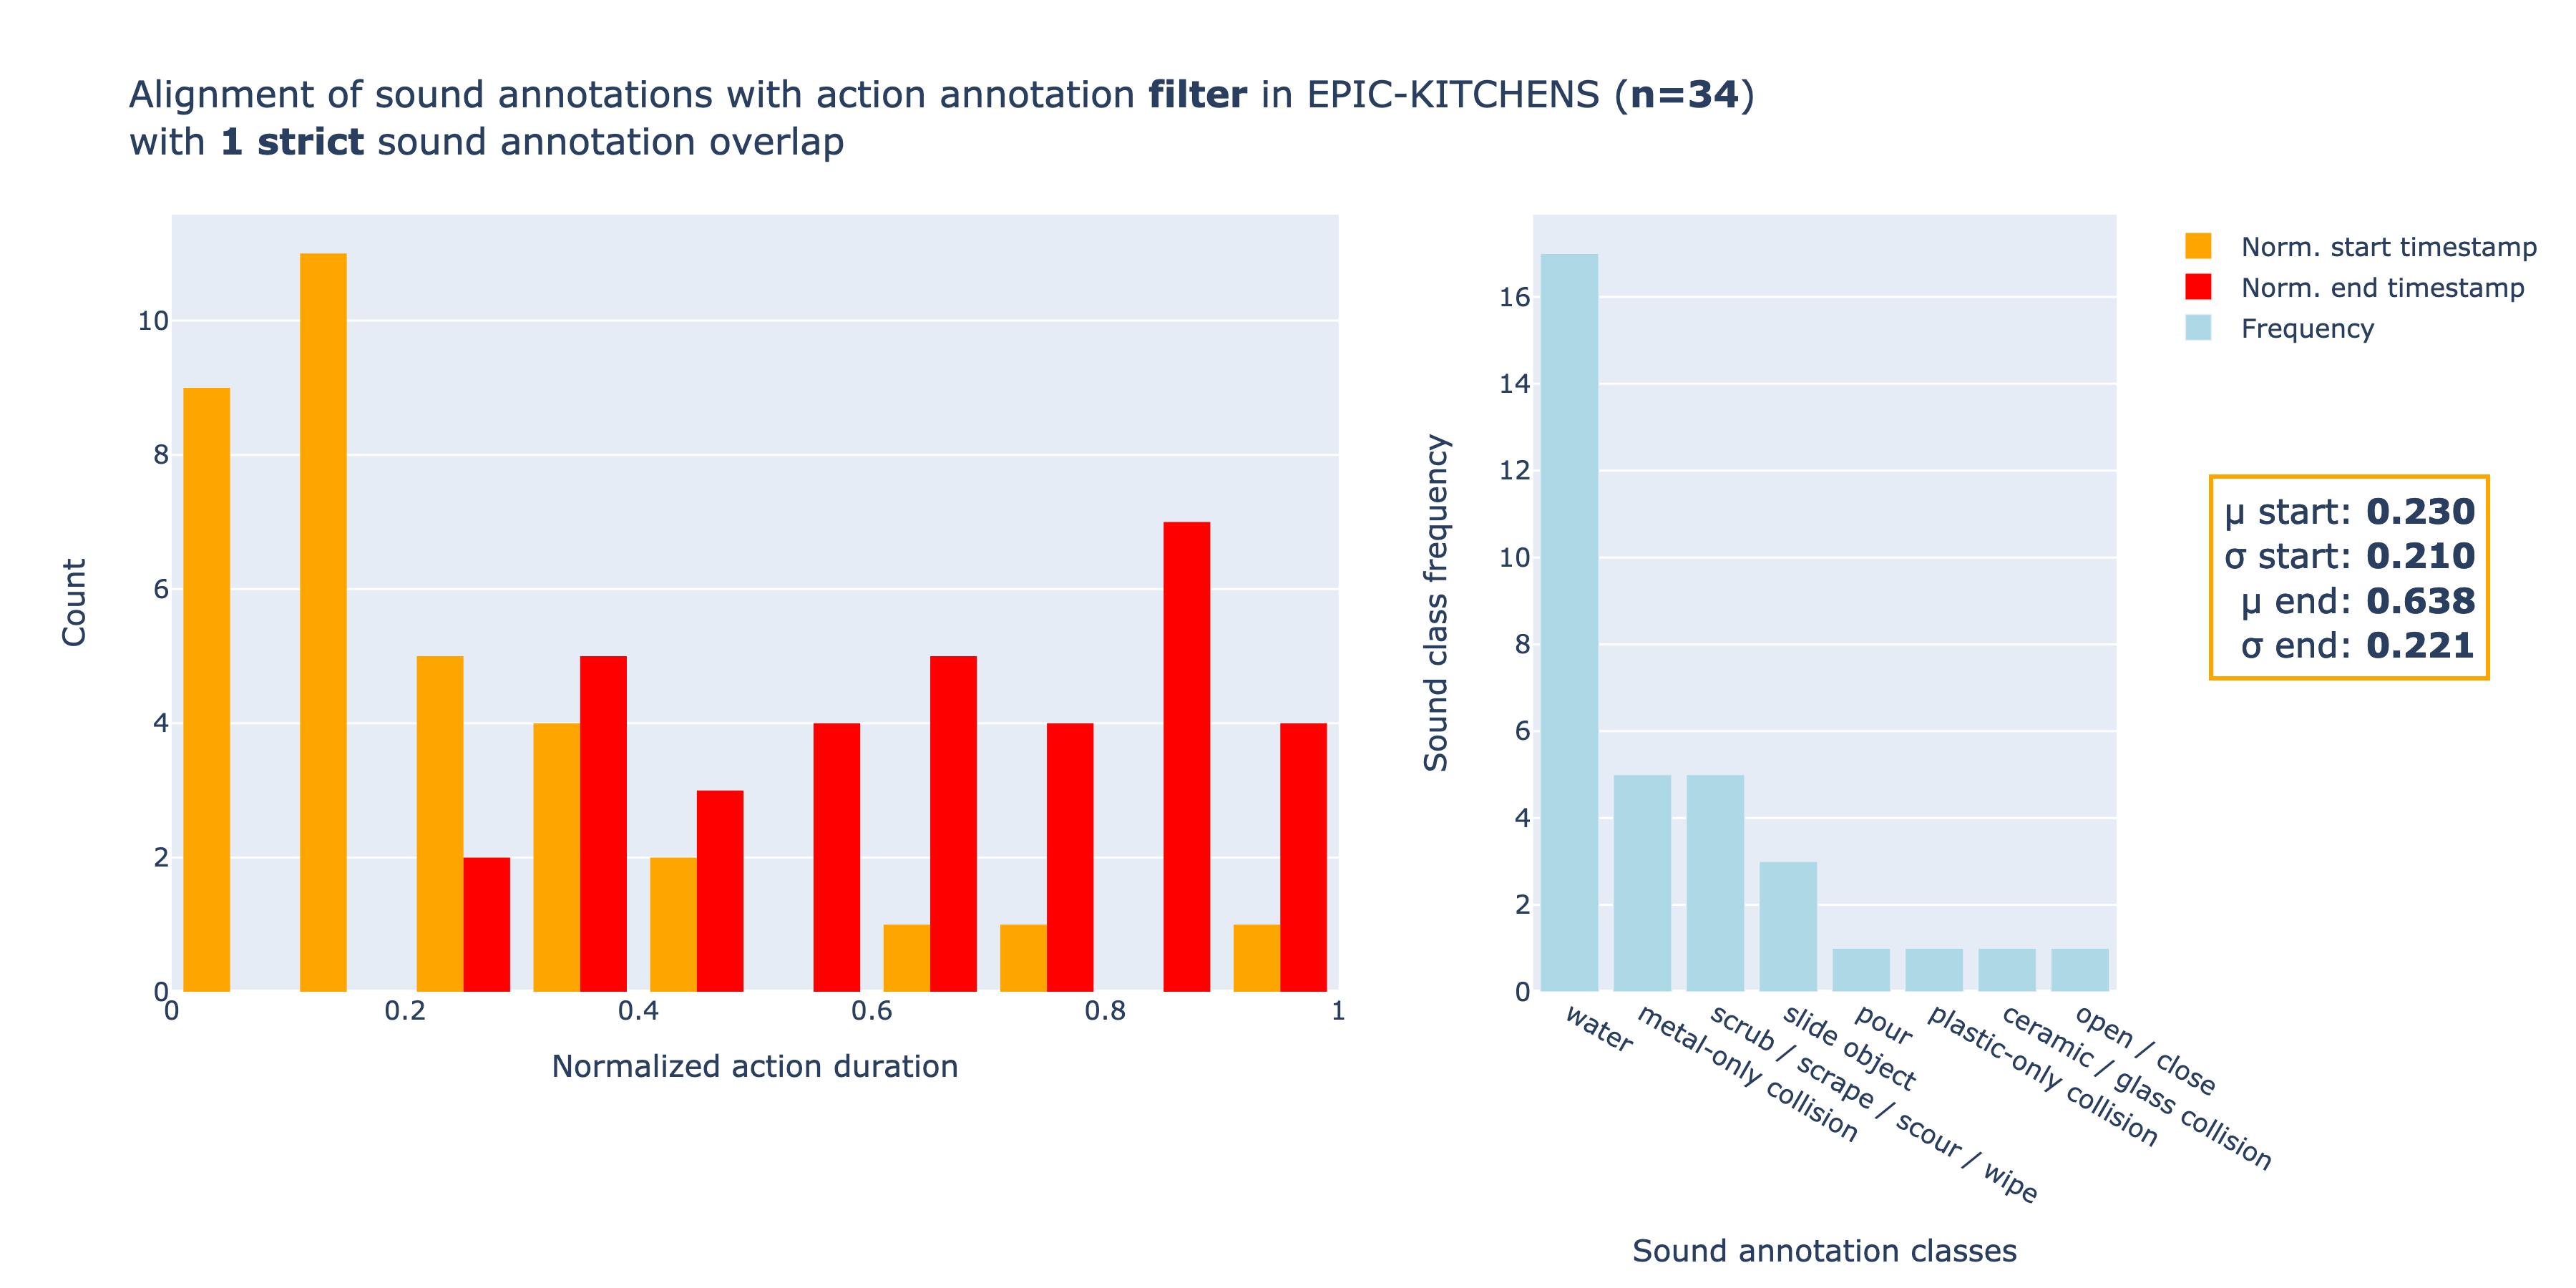 Alignment of sound annotations with action annotation filter in EPIC-KITCHENS (n=34)
with 1 strict sound annotation overlap
Count
10
8
6
4
2
0
0
0.2
0.4
0.6
0.8
1
Normalized action duration
Sound class frequency
16
14
12
10
8
6
4
2
0
water
metal-only collision
scrub / scrape / scour / wipe
slide object
pour
plastic-only collision
ceramic / glass collision
open / close
Sound annotation classes
Norm. start timestamp
Norm. end timestamp
Frequency
μ start: 0.230
σ start: 0.210
μ end: 0.638
σ end: 0.221